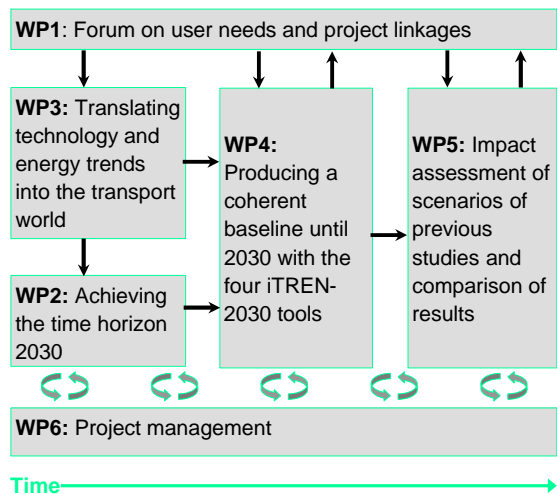 WP1: Forum on user needs and project linkages
WP3: Translating
technology and
energy trends
into the transport
world
WP2: Achieving
the time horizon
2030
WP4:
Producing a
coherent
baseline until
2030 with the
four iTREN-
2030 tools
WP5: Impact
assessment of
scenarios of
previous
studies and
comparison of
results
WP6: Project management
Time